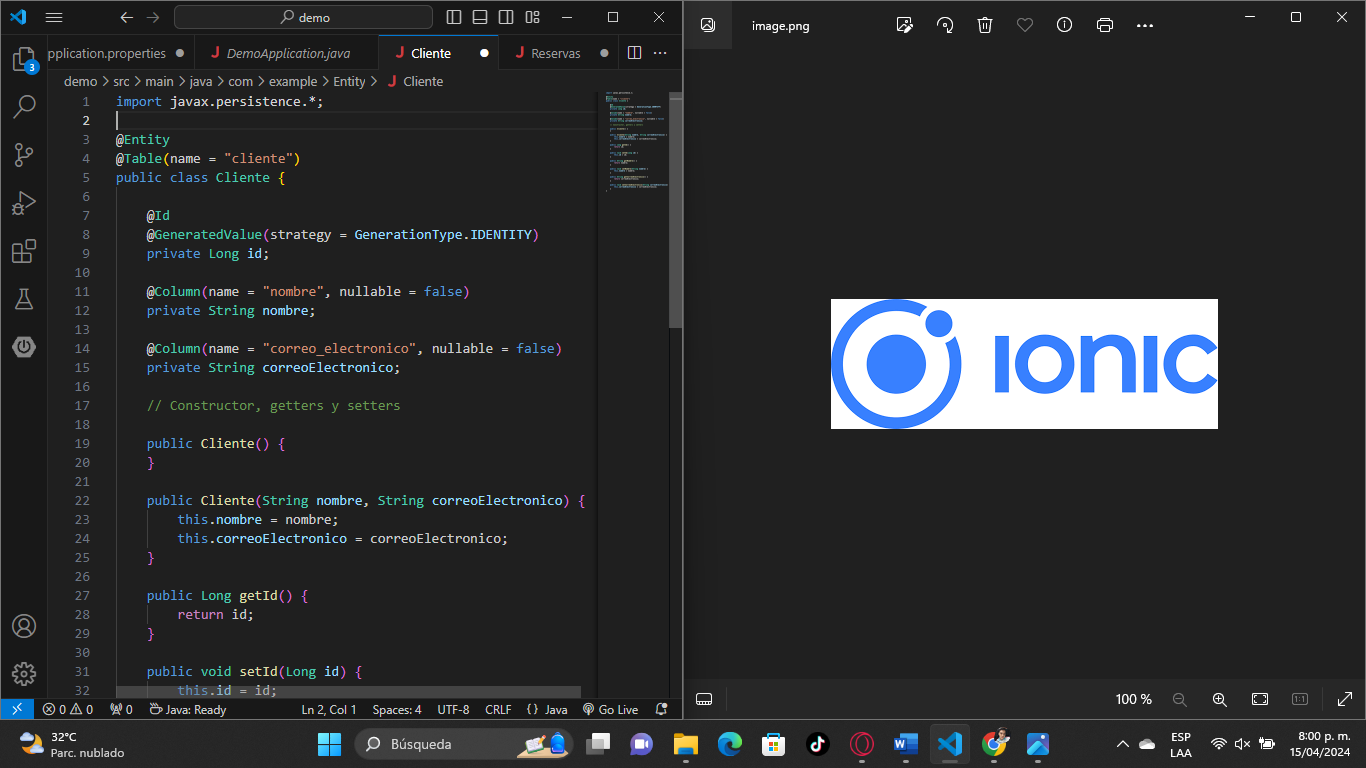 demo
pplication.properties
DemoApplication.java
Cliente
Reservas
demo > src > main > java > com > example > Entity > Cliente
1 import javax.persistence.*;
2
3 @Entity
4 @Table(name = "cliente")
5 public class Cliente {
6
7 @Id
8 @GeneratedValue(strategy = GenerationType.IDENTITY)
9 private Long id;
10
11 @Column(name = "nombre", nullable = false)
12 private String nombre;
13
14 @Column(name = "correo_electronico", nullable = false)
15 private String correoElectronico;
16
17 // Constructor, getters y setters
18
19 public Cliente() {
20 }
21
22 public Cliente(String nombre, String correoElectronico) {
23 this.nombre = nombre;
24 this.correoElectronico = correoElectronico;
25 }
26
27 public Long getId() {
28 return id;
29 }
30
31 public void setId(Long id) {
32 this.id = id;
3
0 0 0 Java: Ready Ln 2, Col 1 Spaces: 4 UTF-8 CRLF {} Java Go Live
image.png
IONIC
100 %
1:1
32°C
Parc. nublado
Búsqueda
ESP
LAA
8:00 p. m.
15/04/2024